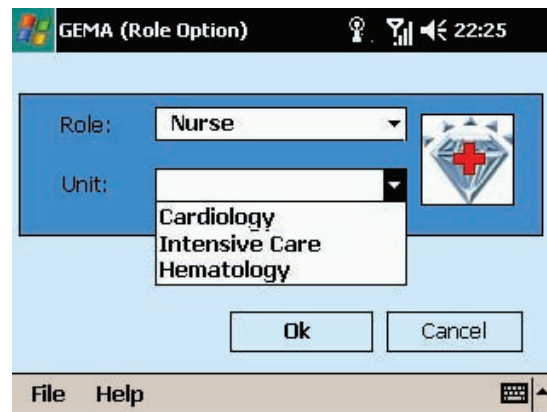 GEMA (Role Option) 22:25
Role: Nurse
Unit:
Cardiology
Intensive Care
Hematology
Ok Cancel
File Help